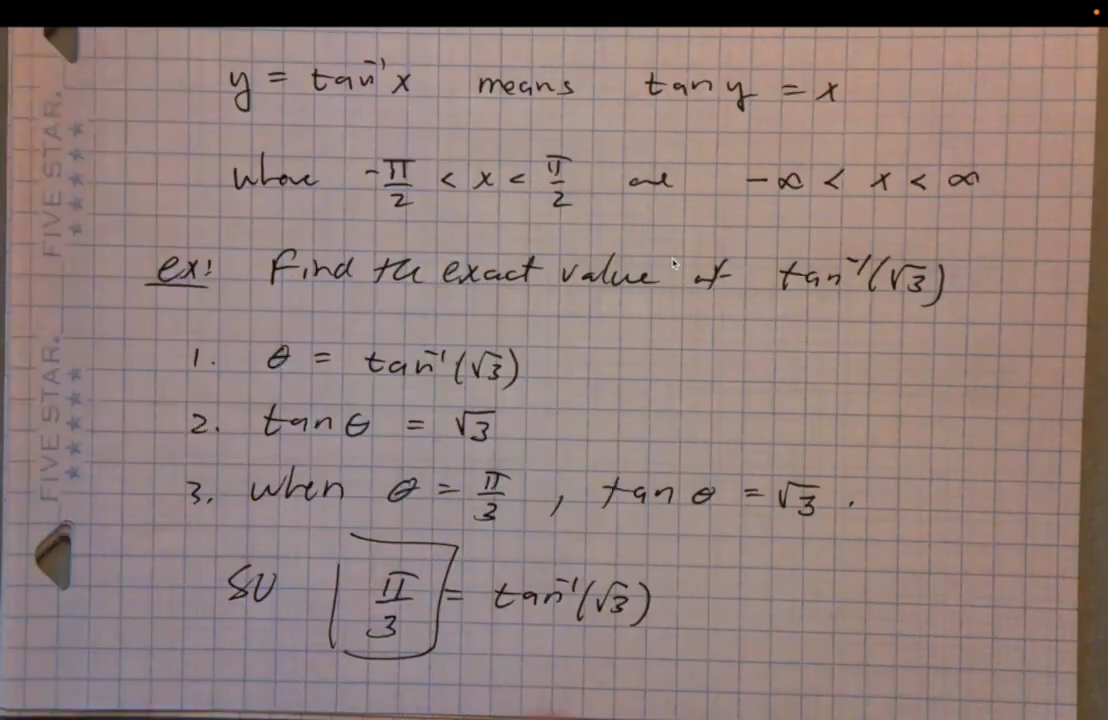 y = tan⁻¹x means tan y = x
where -π/2 < x < π/2 and -∞ < x < ∞
ex: Find the exact value of tan⁻¹(√3)
1. θ = tan⁻¹(√3)
2. tan θ = √3
3. when θ = π/3, tan θ = √3.
so π/3 = tan⁻¹(√3)
FIVE STAR.
FIVE STAR.